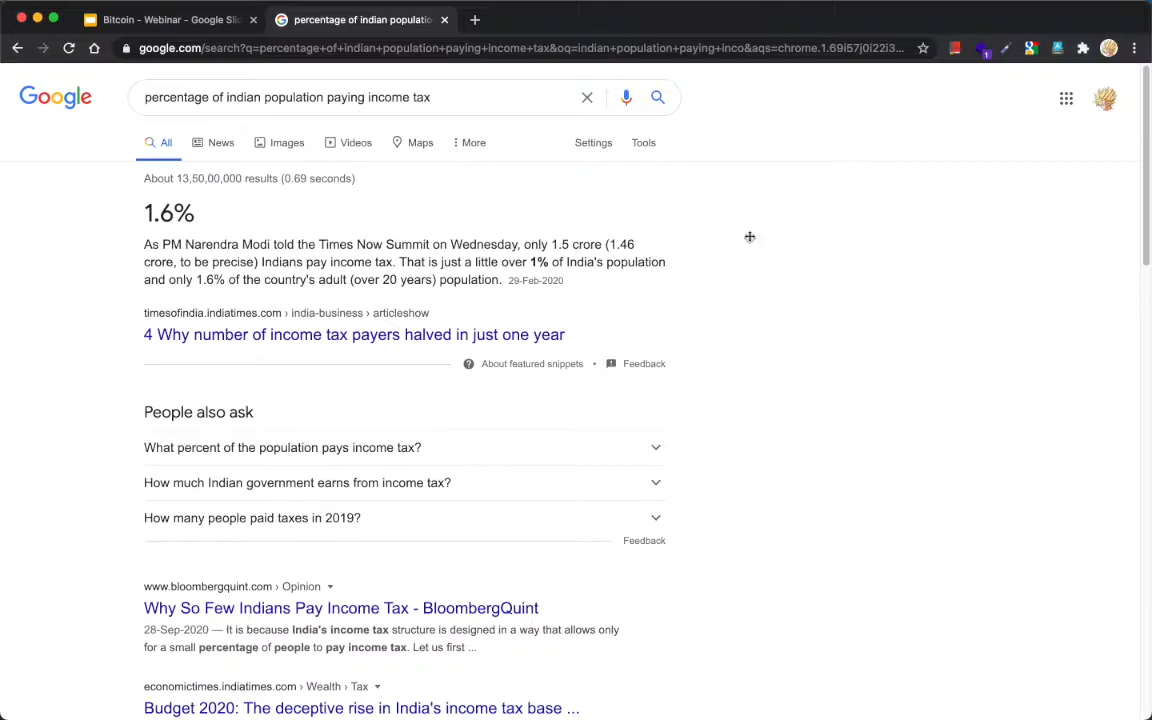 Bitcoin - Webinar - Google Slid
percentage of indian populatio
google.com/search?q=percentage+of+indian+population+paying+income+tax&oq=indian+population+paying+inco&aqs=chrome.1.69i57j0i22i3...
1
Google
percentage of indian population paying income tax
All News Images Videos Maps More Settings Tools
About 13,50,00,000 results (0.69 seconds)
1.6%
As PM Narendra Modi told the Times Now Summit on Wednesday, only 1.5 crore (1.46
crore, to be precise) Indians pay income tax. That is just a little over 1% of India's population
and only 1.6% of the country's adult (over 20 years) population. 29-Feb-2020
timesofindia.indiatimes.com › india-business › articleshow
4 Why number of income tax payers halved in just one year
About featured snippets • Feedback
People also ask
What percent of the population pays income tax?
How much Indian government earns from income tax?
How many people paid taxes in 2019?
Feedback
www.bloombergquint.com › Opinion
Why So Few Indians Pay Income Tax - BloombergQuint
28-Sep-2020 — It is because India's income tax structure is designed in a way that allows only
for a small percentage of people to pay income tax. Let us first ...
economictimes.indiatimes.com › Wealth › Tax
Budget 2020: The deceptive rise in India's income tax base ...